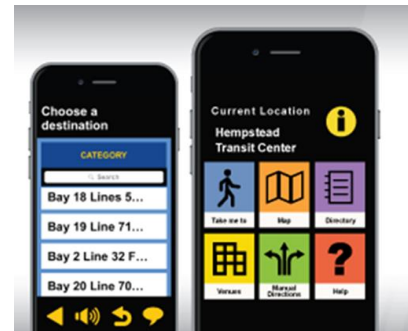 Choose a
destination
CATEGORY
Search
Bay 18 Lines 5...
Bay 19 Line 71...
Bay 2 Line 32 F...
Bay 20 Line 70...
Current Location
i
Hempstead
Transit Center
Take me to
Map
Directory
Venues
Manual
Directions
?
Help